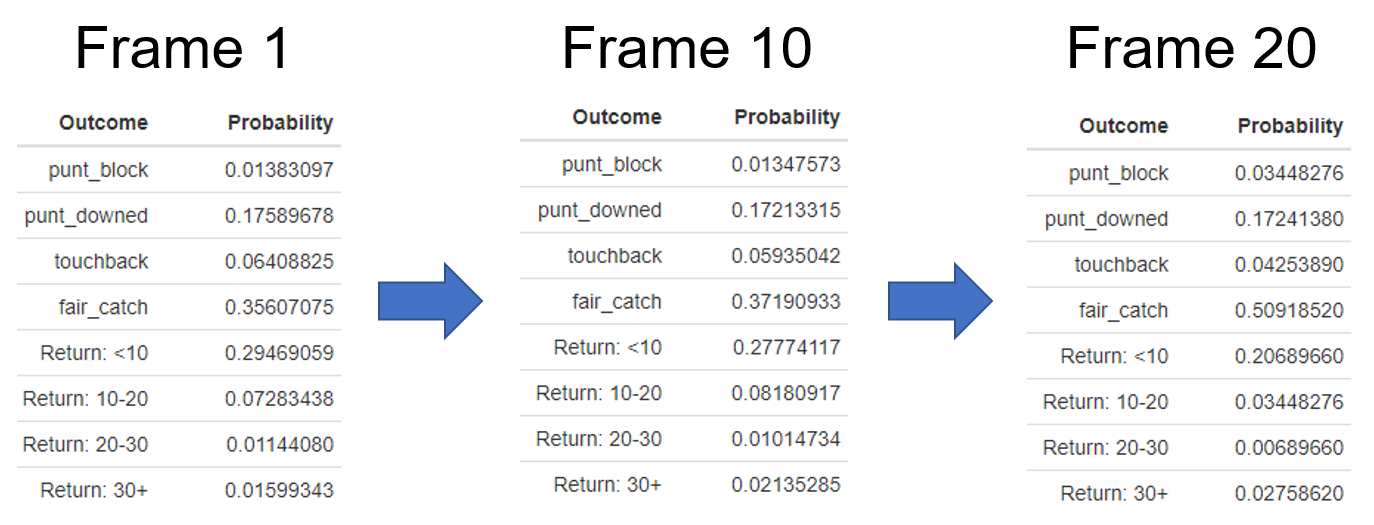 Frame 1
Outcome Probability
punt_block 0.01383097
punt_downed 0.17589678
touchback 0.06408825
fair_catch 0.35607075
Return: <10 0.29469059
Return: 10-20 0.07283438
Return: 20-30 0.01144080
Return: 30+ 0.01599343
Frame 10
Outcome Probability
punt_block 0.01347573
punt_downed 0.17213315
touchback 0.05935042
fair_catch 0.37190933
Return: <10 0.27774117
Return: 10-20 0.08180917
Return: 20-30 0.01014734
Return: 30+ 0.02135285
Frame 20
Outcome Probability
punt_block 0.03448276
punt_downed 0.17241380
touchback 0.04253890
fair_catch 0.50918520
Return: <10 0.20689660
Return: 10-20 0.03448276
Return: 20-30 0.00689660
Return: 30+ 0.02758620